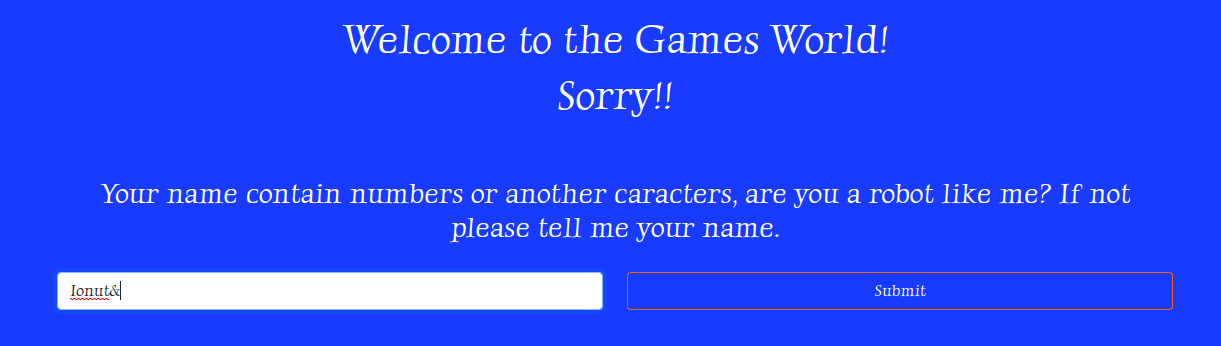 Welcome to the Games World!
Sorry!!
Your name contain numbers or another caracters, are you a robot like me? If not
please tell me your name.
Ionut&
Submit